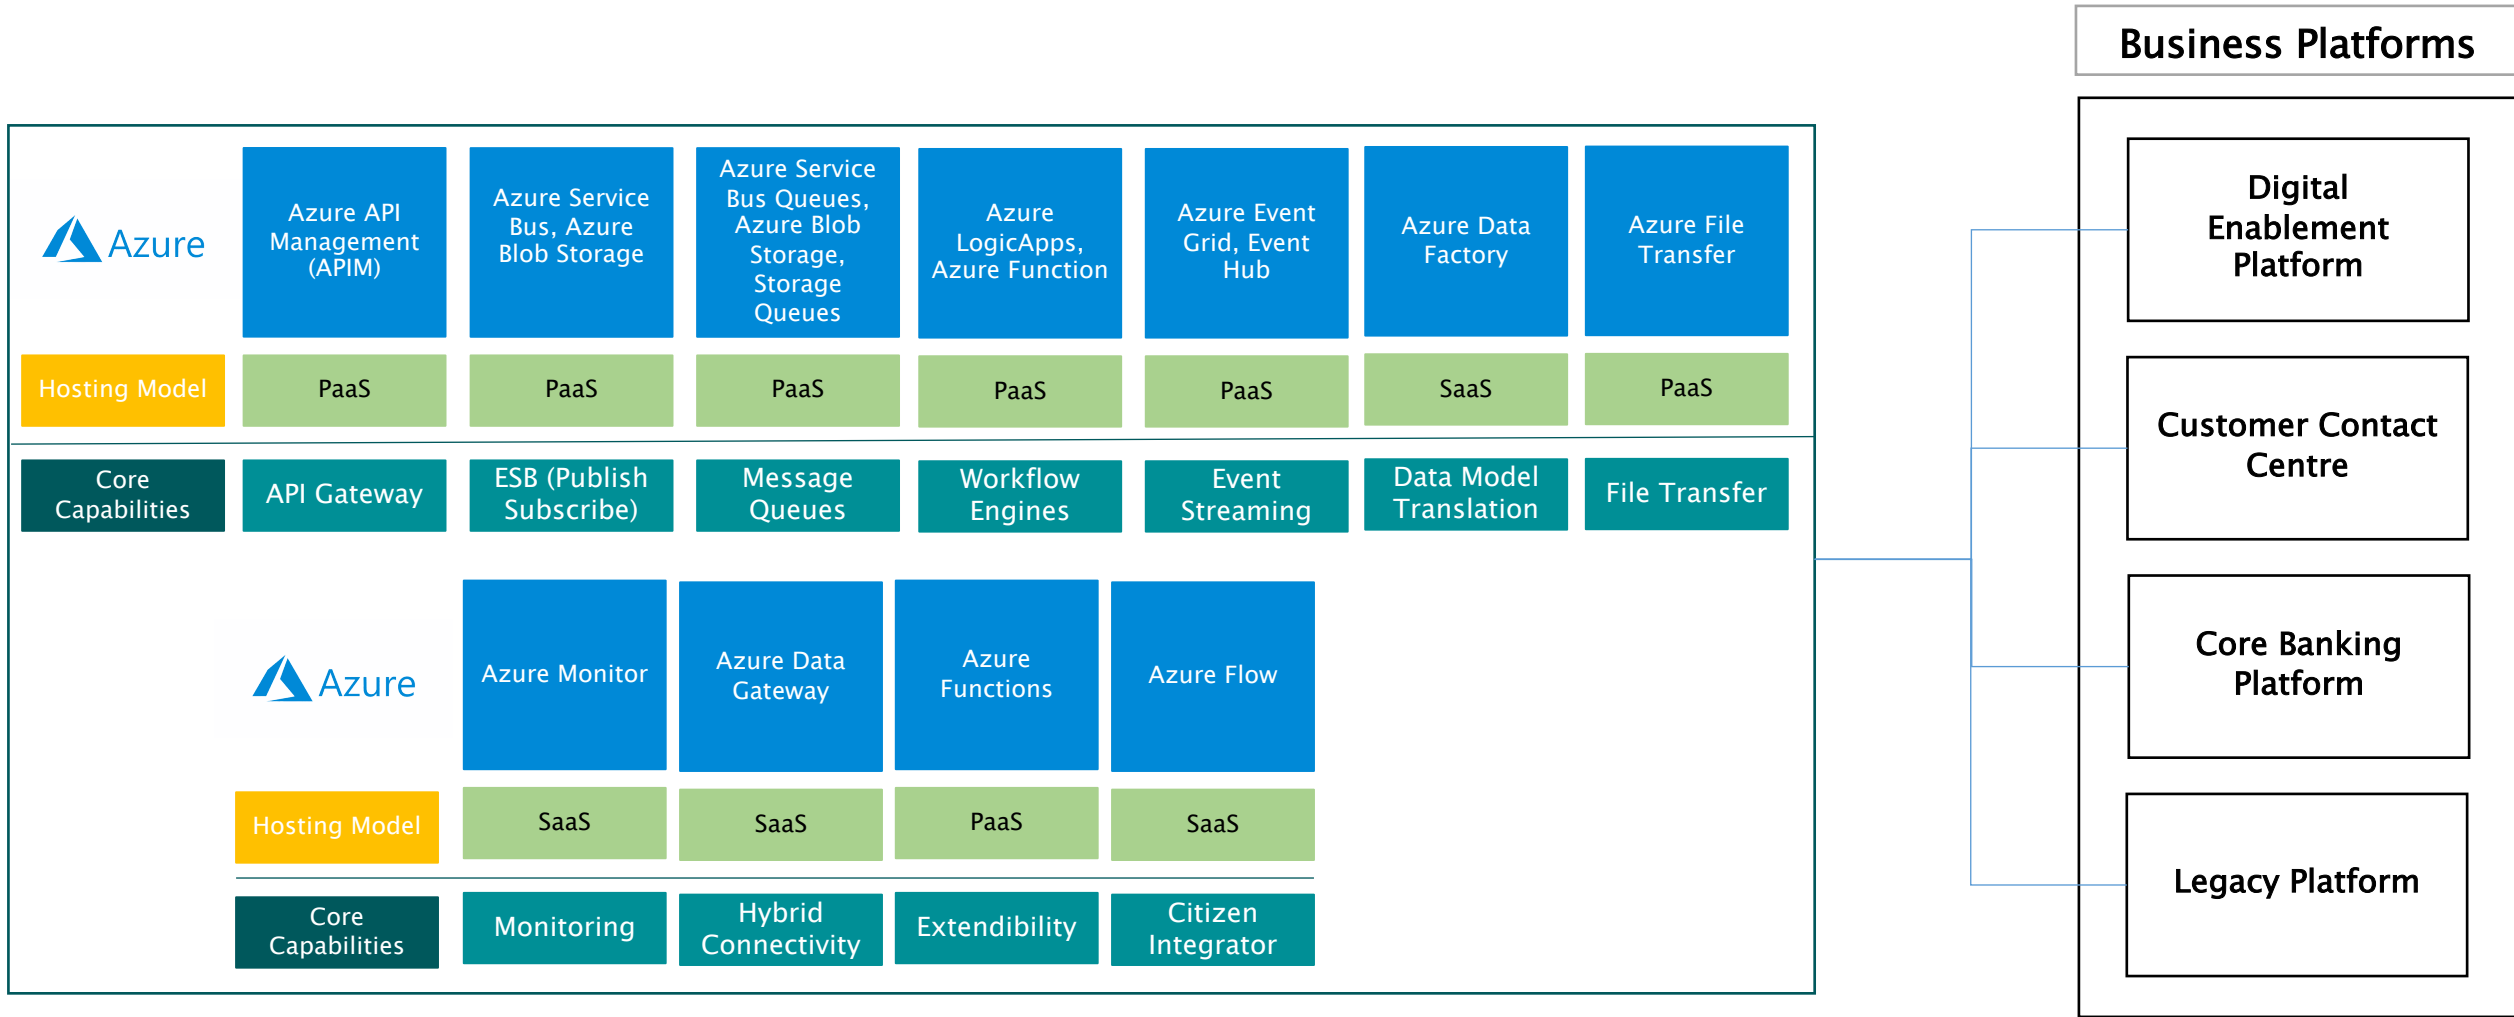 Business Platforms
Azure
Azure API
Management
(APIM)
Azure Service
Bus, Azure
Blob Storage
Azure Service
Bus Queues,
Azure Blob
Storage,
Storage
Queues
Azure
LogicApps,
Azure Function
Azure Event
Grid, Event
Hub
Azure Data
Factory
Azure File
Transfer
Hosting Model
PaaS
PaaS
PaaS
PaaS
PaaS
SaaS
PaaS
Core
Capabilities
API Gateway
ESB (Publish
Subscribe)
Message
Queues
Workflow
Engines
Event
Streaming
Data Model
Translation
File Transfer
Azure
Azure Monitor
Azure Data
Gateway
Azure
Functions
Azure Flow
Hosting Model
SaaS
SaaS
PaaS
SaaS
Core
Capabilities
Monitoring
Hybrid
Connectivity
Extendibility
Citizen
Integrator
Digital
Enablement
Platform
Customer Contact
Centre
Core Banking
Platform
Legacy Platform